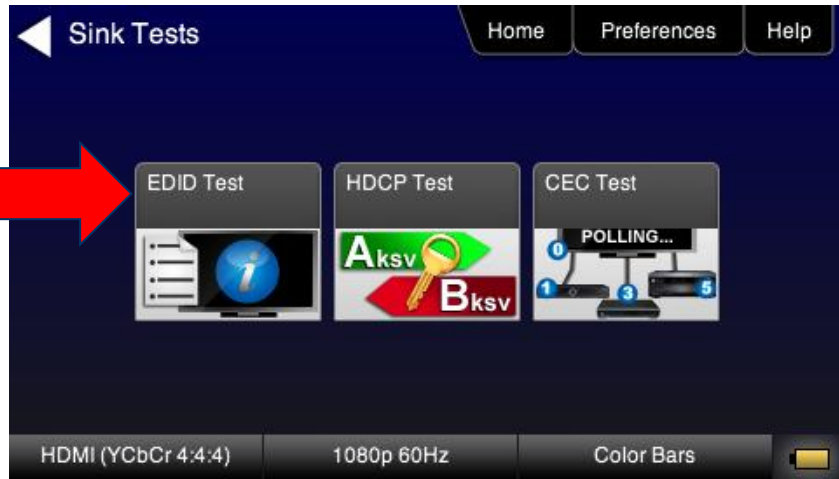 Sink Tests
Home
Preferences
Help
EDID Test
HDCP Test
CEC Test
i
Aksv
Bksv
POLLING...
0
1
3
5
HDMI (YCbCr 4:4:4)
1080p 60Hz
Color Bars